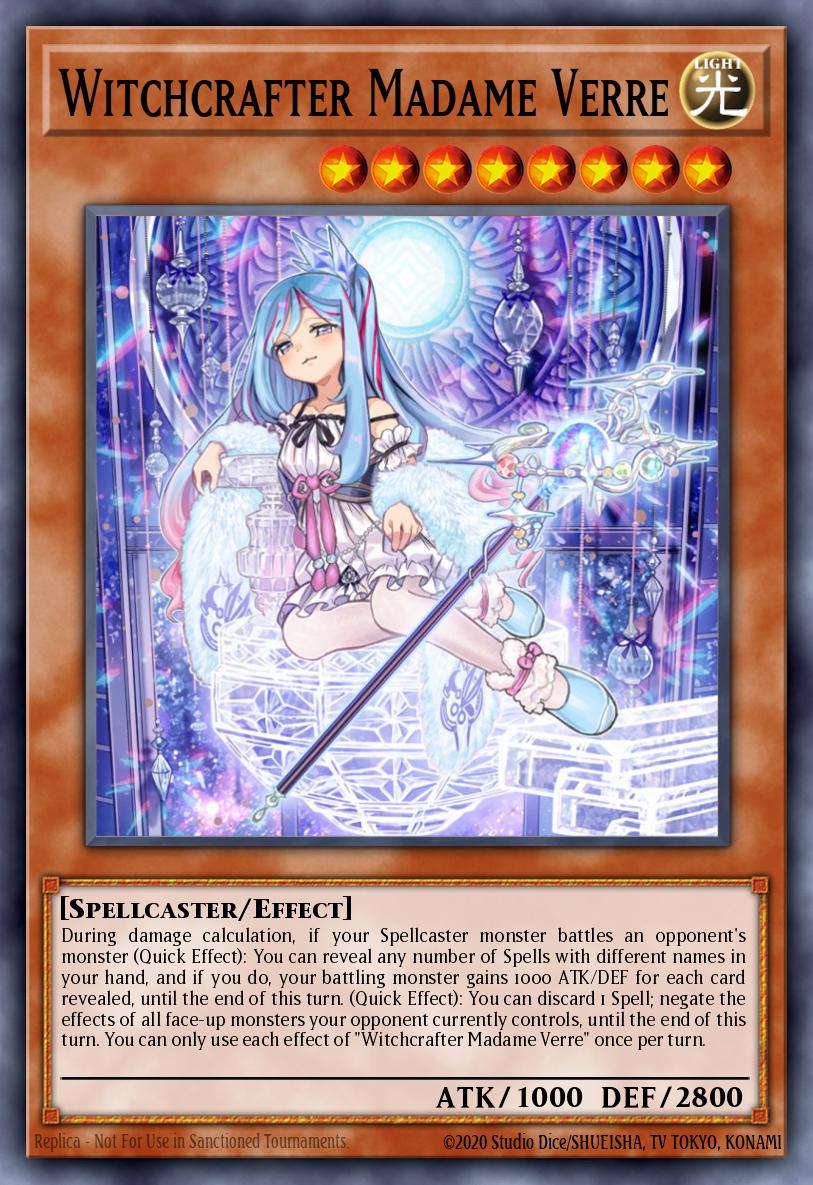 Witchcrafter Madame Verre
LIGHT
光
[Spellcaster/Effect]
During damage calculation, if your Spellcaster monster battles an opponent's
monster (Quick Effect): You can reveal any number of Spells with different names in
your hand, and if you do, your battling monster gains 1000 ATK/DEF for each card
revealed, until the end of this turn. (Quick Effect): You can discard 1 Spell; negate the
effects of all face-up monsters your opponent currently controls, until the end of this
turn. You can only use each effect of "Witchcrafter Madame Verre" once per turn.
ATK/1000 DEF/2800
Replica - Not For Use in Sanctioned Tournaments.
©2020 Studio Dice/SHUEISHA, TV TOKYO, KONAMI